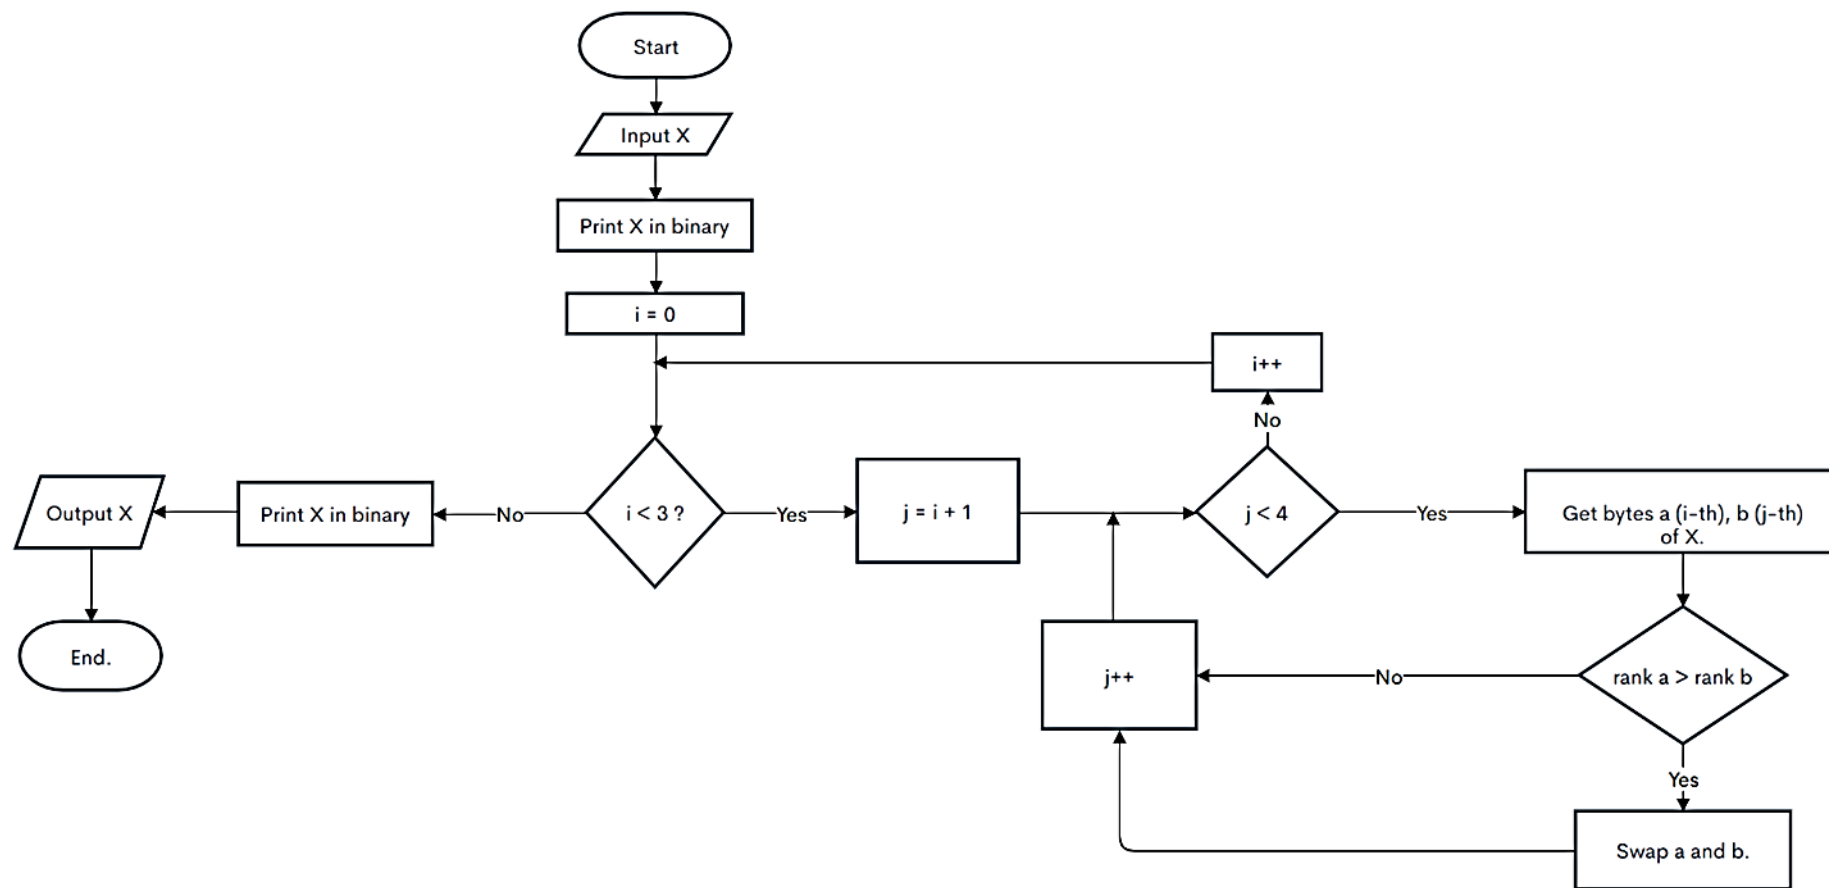 Start
Input X
Print X in binary
i = 0
i++
No
i < 3 ?
Yes
j = i + 1
j < 4
Yes
Get bytes a (i-th), b (j-th)
of X.
No
Print X in binary
Output X
End.
rank a > rank b
No
j++
Yes
Swap a and b.